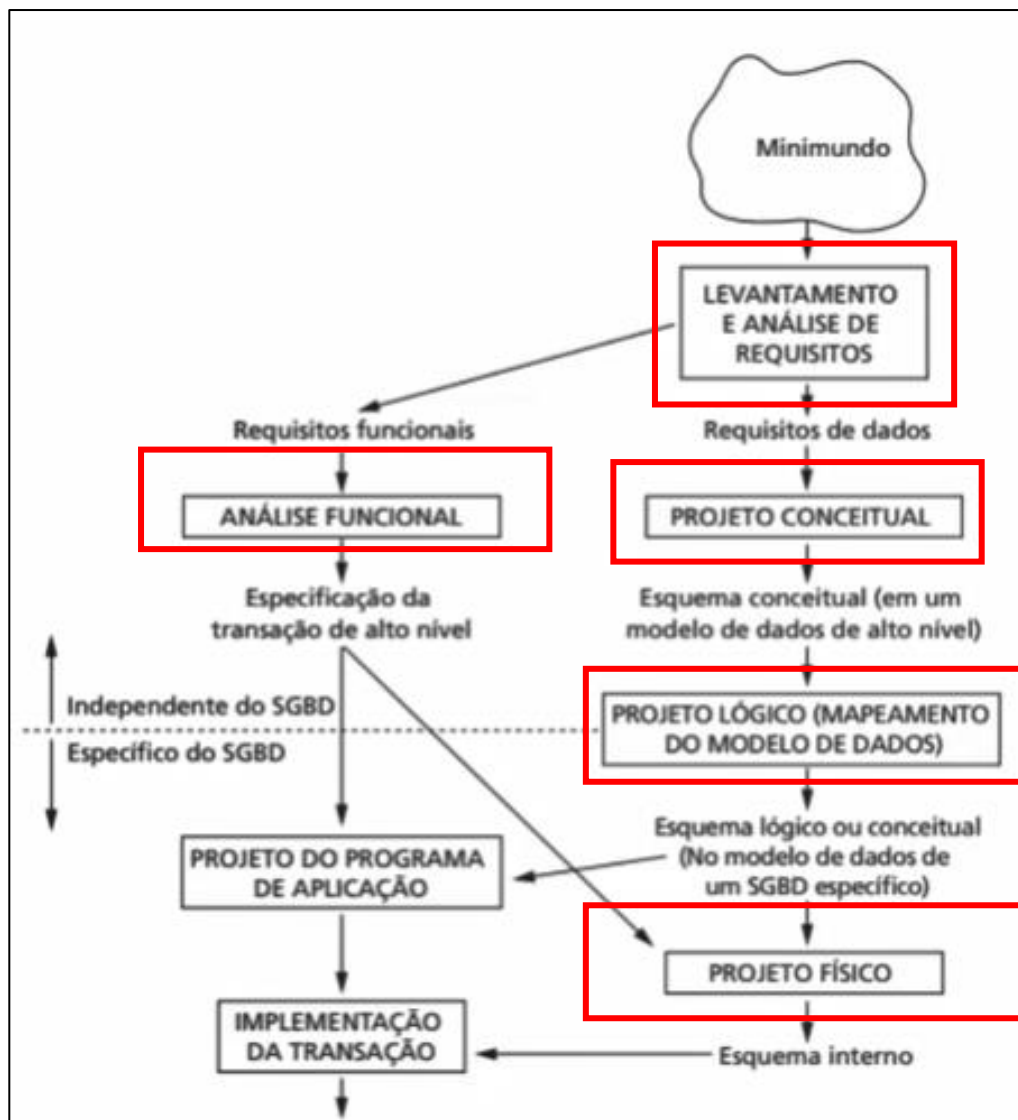 Minimundo
LEVANTAMENTO
E ANÁLISE DE
REQUISITOS
Requisitos funcionais
Requisitos de dados
ANÁLISE FUNCIONAL
PROJETO CONCEITUAL
Especificação da
transação de alto nível
Esquema conceitual (em um
modelo de dados de alto nível)
Independente do SGBD
Específico do SGBD
PROJETO LÓGICO (MAPEAMENTO
DO MODELO DE DADOS)
Esquema lógico ou conceitual
(No modelo de dados de
um SGBD específico)
PROJETO DO PROGRAMA
DE APLICAÇÃO
PROJETO FÍSICO
IMPLEMENTAÇÃO
DA TRANSAÇÃO
Esquema interno